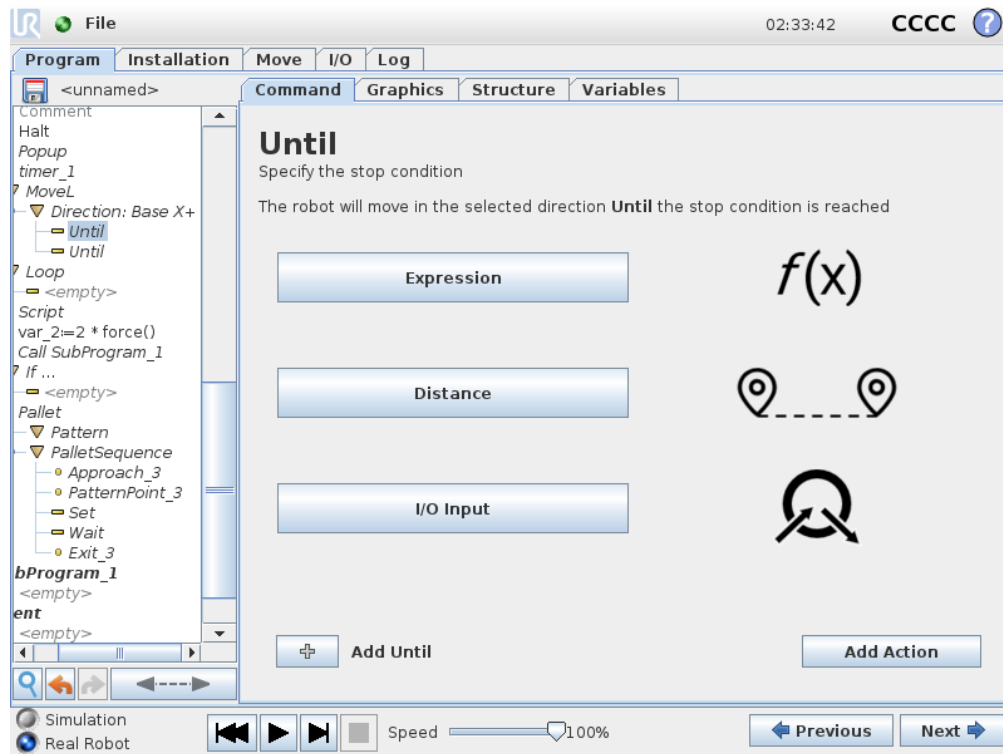 File
02:33:42
CCCC
?
Program Installation Move I/O Log
<unnamed>
Command Graphics Structure Variables
Comment
Halt
Popup
timer_1
MoveL
Direction: Base X+
Until
Until
Loop
<empty>
Script
var_2:=2 * force()
Call SubProgram_1
If ...
<empty>
Pallet
Pattern
PalletSequence
Approach_3
PatternPoint_3
Set
Wait
Exit_3
bProgram_1
<empty>
ent
<empty>
Until
Specify the stop condition
The robot will move in the selected direction Until the stop condition is reached
Expression
f(x)
Distance
I/O Input
Add Until
Add Action
Simulation
Real Robot
Speed
100%
Previous
Next